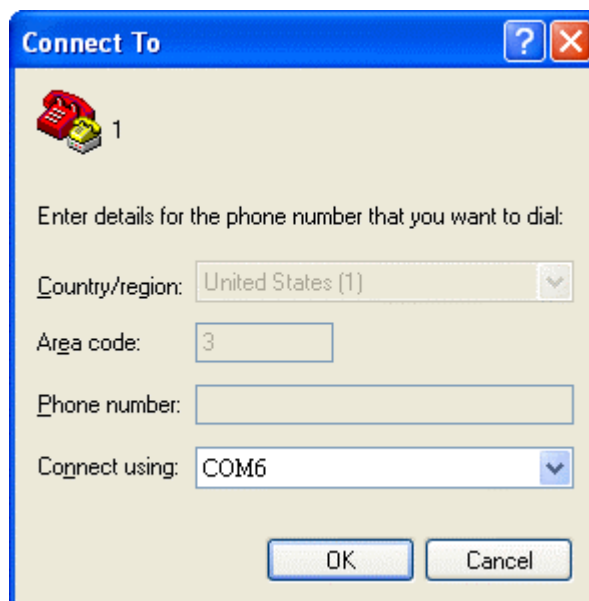 Connect To
1
Enter details for the phone number that you want to dial:
Country/region: United States (1)
Area code: 3
Phone number:
Connect using: COM6
OK Cancel